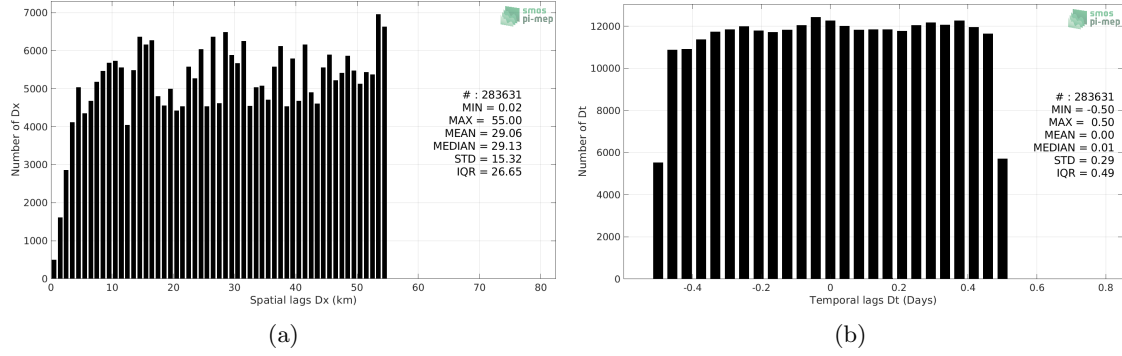 7000
6000
5000
4000
3000
2000
1000
0
Number of Dx
0 10 20 30 40 50 60 70 80
Spatial lags Dx (km)
smos
pi-mep
# : 283631
MIN = 0.02
MAX = 55.00
MEAN = 29.06
MEDIAN = 29.13
STD = 15.32
IQR = 26.65
(a)
12000
10000
8000
6000
4000
2000
0
Number of Dt
-0.4 -0.2 0 0.2 0.4 0.6 0.8
Temporal lags Dt (Days)
smos
pi-mep
# : 283631
MIN = -0.50
MAX = 0.50
MEAN = 0.00
MEDIAN = 0.01
STD = 0.29
IQR = 0.49
(b)